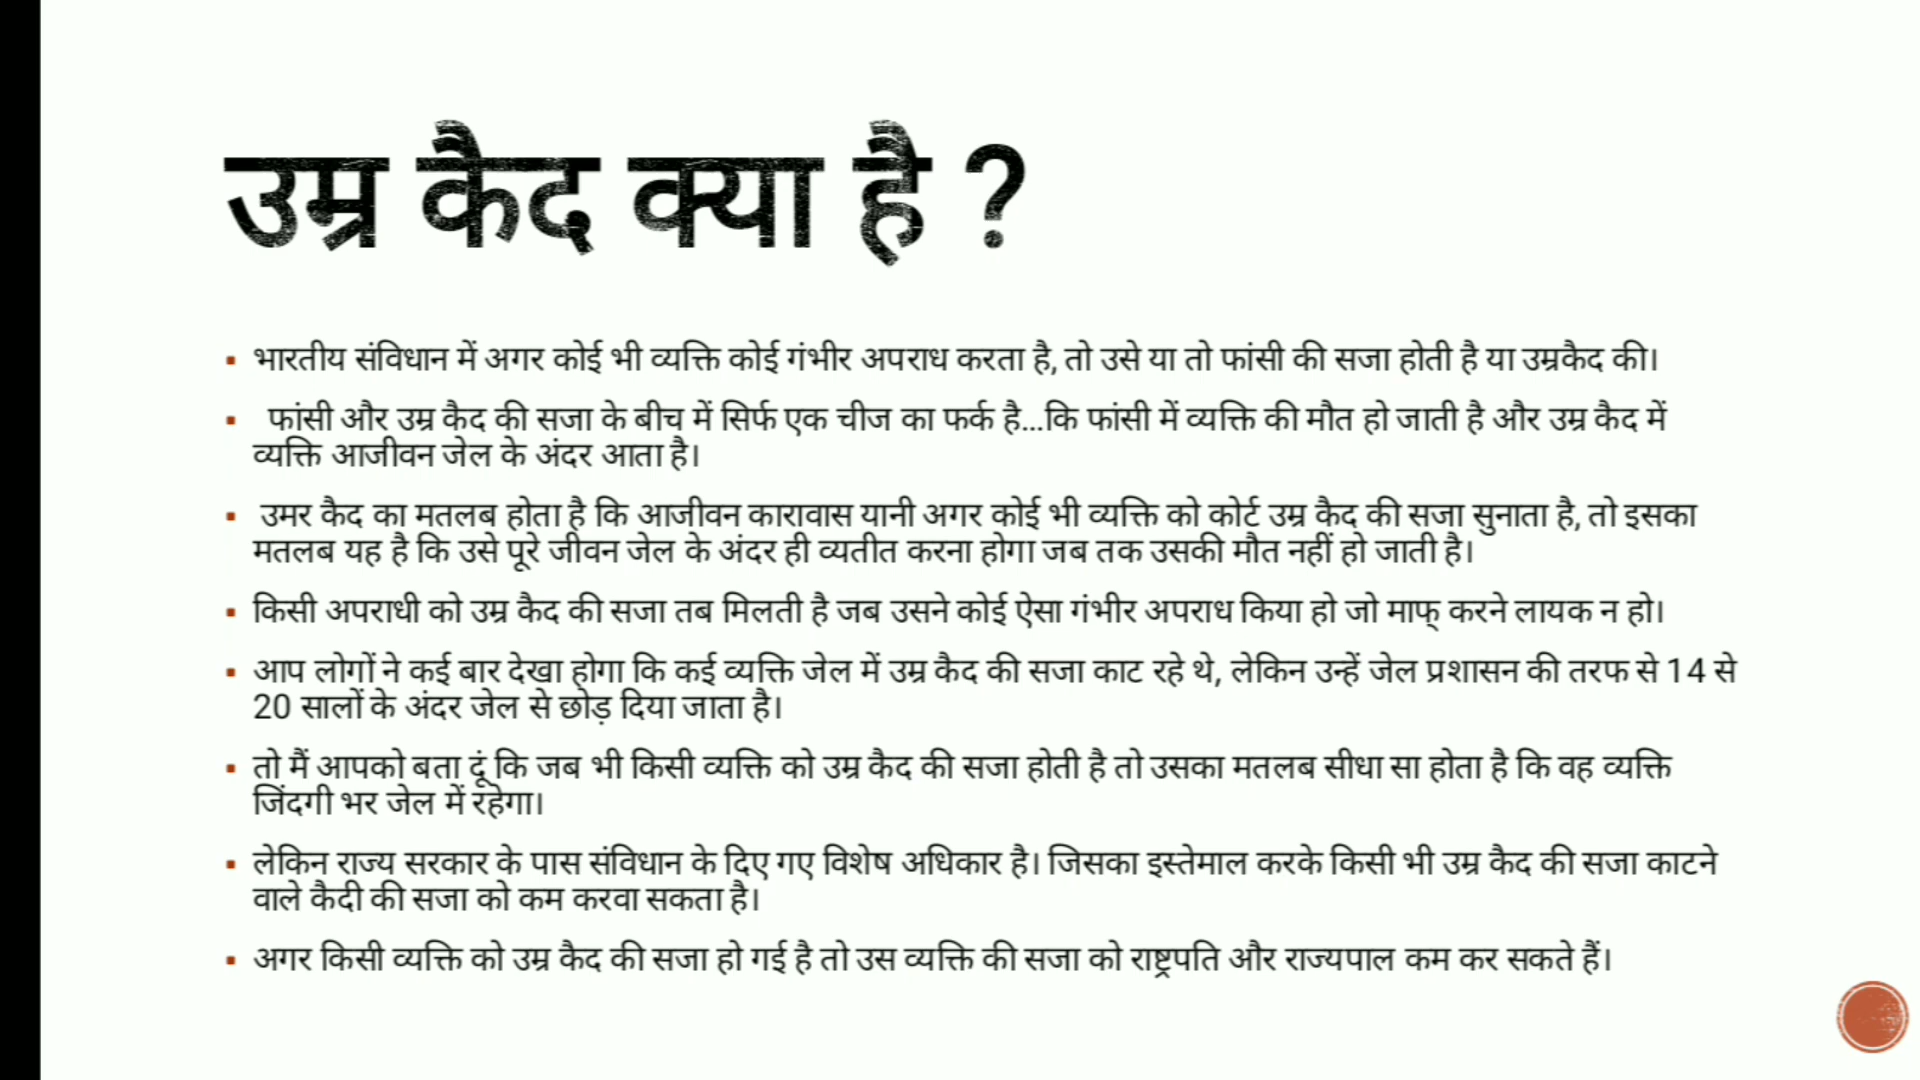 उम्र कैद क्या है ?
▪ भारतीय संविधान में अगर कोई भी व्यक्ति कोई गंभीर अपराध करता है, तो उसे या तो फांसी की सजा होती है या उम्रकैद की।
▪ फांसी और उम्र कैद की सजा के बीच में सिर्फ एक चीज का फर्क है...कि फांसी में व्यक्ति की मौत हो जाती है और उम्र कैद में
व्यक्ति आजीवन जेल के अंदर आता है।
▪ उमर कैद का मतलब होता है कि आजीवन कारावास यानी अगर कोई भी व्यक्ति को कोर्ट उम्र कैद की सजा सुनाता है, तो इसका
मतलब यह है कि उसे पूरे जीवन जेल के अंदर ही व्यतीत करना होगा जब तक उसकी मौत नहीं हो जाती है।
▪ किसी अपराधी को उम्र कैद की सजा तब मिलती है जब उसने कोई ऐसा गंभीर अपराध किया हो जो माफ् करने लायक न हो।
▪ आप लोगों ने कई बार देखा होगा कि कई व्यक्ति जेल में उम्र कैद की सजा काट रहे थे, लेकिन उन्हें जेल प्रशासन की तरफ से 14 से
20 सालों के अंदर जेल से छोड़ दिया जाता है।
▪ तो मैं आपको बता दूं कि जब भी किसी व्यक्ति को उम्र कैद की सजा होती है तो उसका मतलब सीधा सा होता है कि वह व्यक्ति
जिंदगी भर जेल में रहेगा।
▪ लेकिन राज्य सरकार के पास संविधान के दिए गए विशेष अधिकार है। जिसका इस्तेमाल करके किसी भी उम्र कैद की सजा काटने
वाले कैदी की सजा को कम करवा सकता है।
▪ अगर किसी व्यक्ति को उम्र कैद की सजा हो गई है तो उस व्यक्ति की सजा को राष्ट्रपति और राज्यपाल कम कर सकते हैं।